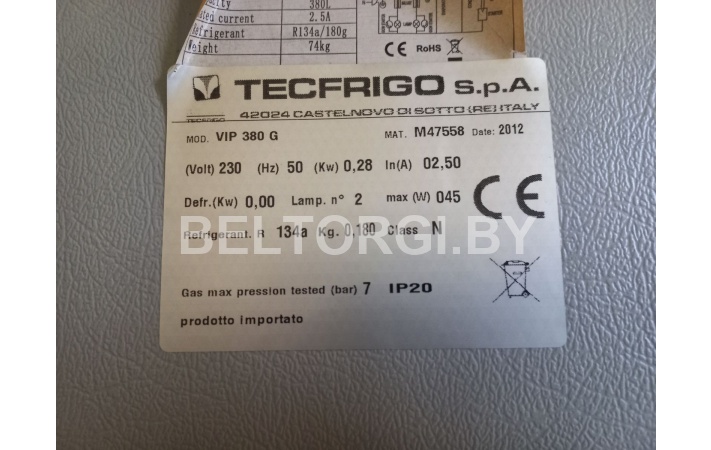 380L
current 2.5A
R134a/180g
Weight 74kg
CE RoHS
TECFRIGO S.p.A.
TECFRIGO 42024 CASTELNOVO DI SOTTO (RE) ITALY
MOD. VIP 380 G MAT. M47558 Date: 2012
(Volt) 230 (Hz) 50 (Kw) 0,28 In(A) 02,50
Defr.(Kw) 0,00 Lamp. n° 2 max (W) 045
CE
BELTORGI.BY
Refrigerant. R 134a Kg. 0,180 Class N
Gas max pression tested (bar) 7 IP20
prodotto importato